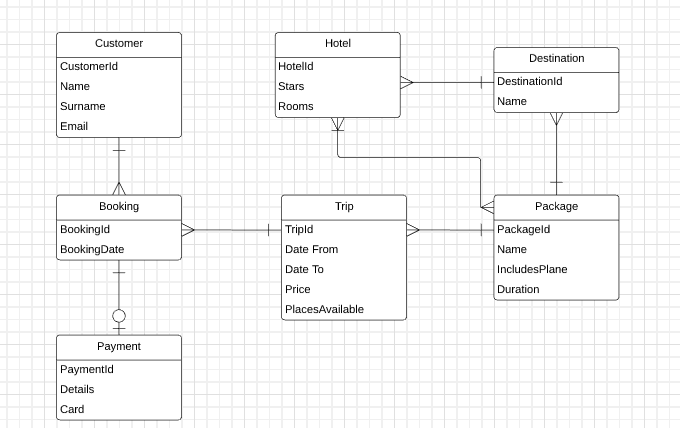 Customer
CustomerId
Name
Surname
Email
Hotel
HotelId
Stars
Rooms
Destination
DestinationId
Name
Booking
BookingId
BookingDate
Trip
TripId
Date From
Date To
Price
PlacesAvailable
Package
PackageId
Name
IncludesPlane
Duration
Payment
PaymentId
Details
Card